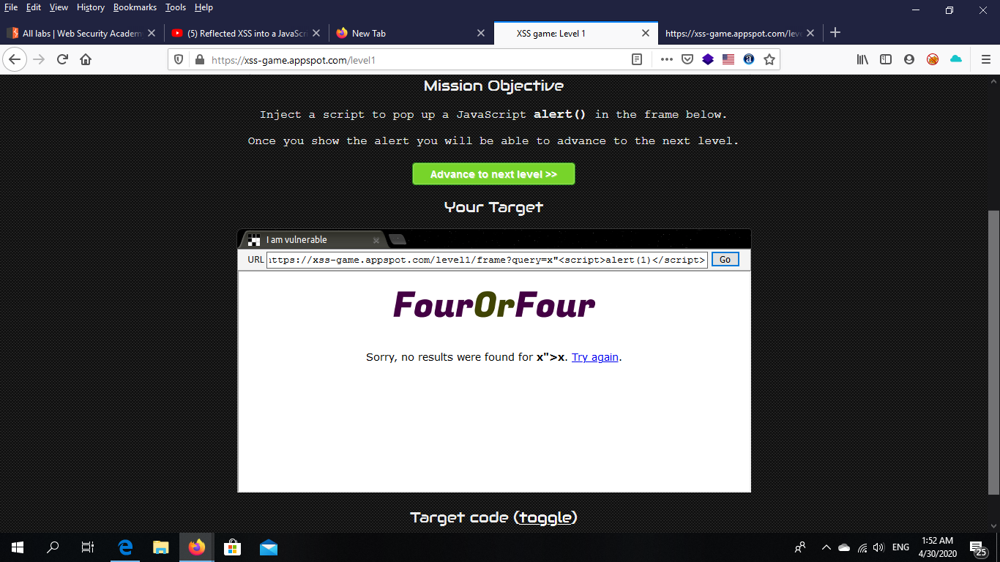 File Edit View History Bookmarks Tools Help
All labs | Web Security Academ
(5) Reflected XSS into a JavaScri
New Tab
XSS game: Level 1
https://xss-game.appspot.com/leve
https://xss-game.appspot.com/level1
Mission Objective
Inject a script to pop up a JavaScript alert() in the frame below.
Once you show the alert you will be able to advance to the next level.
Advance to next level >>
Your Target
I am vulnerable
URL https://xss-game.appspot.com/level1/frame?query=x"<script>alert(1)</script> Go
FourOrFour
Sorry, no results were found for x">x. Try again.
Target code (toggle)
ENG
1:52 AM
4/30/2020
25